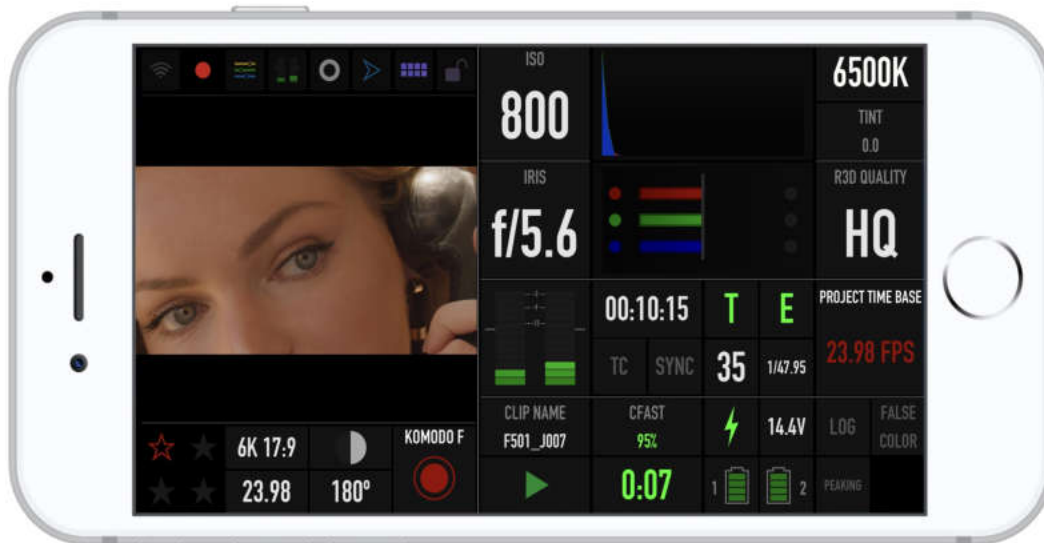 ISO
800
6500K
TINT
0.0
IRIS
f/5.6
R3D QUALITY
HQ
00:10:15
T
E
PROJECT TIME BASE
23.98 FPS
TC
SYNC
35
1/47.95
CLIP NAME
F501_J007
CFAST
95%
14.4V
LOG
FALSE
COLOR
6K 17:9
KOMODO F
23.98
180°
0:07
1
2
PEAKING